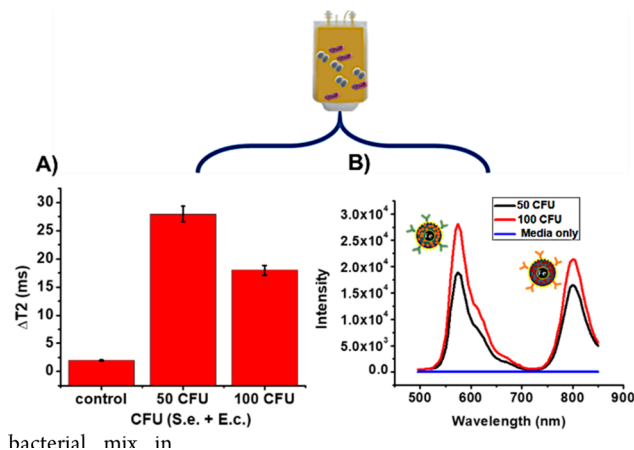 A)
B)
ΔT2 (ms)
30
25
20
15
10
5
0
control
50 CFU
100 CFU
CFU (S.e. + E.c.)
Intensity
3.0x10⁴
2.5x10⁴
2.0x10⁴
1.5x10⁴
1.0x10⁴
5.0x10³
0.0
50 CFU
100 CFU
Media only
500
600
700
800
900
Wavelength (nm)
bacterial mix in